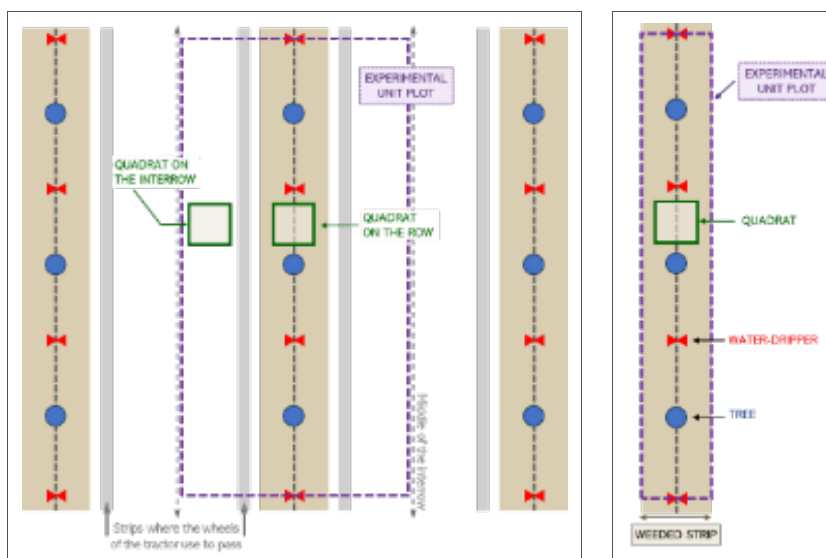 EXPERIMENTAL
UNIT PLOT
QUADRAT ON
THE INTERROW
QUADRAT
ON THE ROW
Middle of the interrow
Strips where the wheels
of the tractor use to pass
EXPERIMENTAL
UNIT PLOT
QUADRAT
WATER-DRIPPER
TREE
WEEDED STRIP